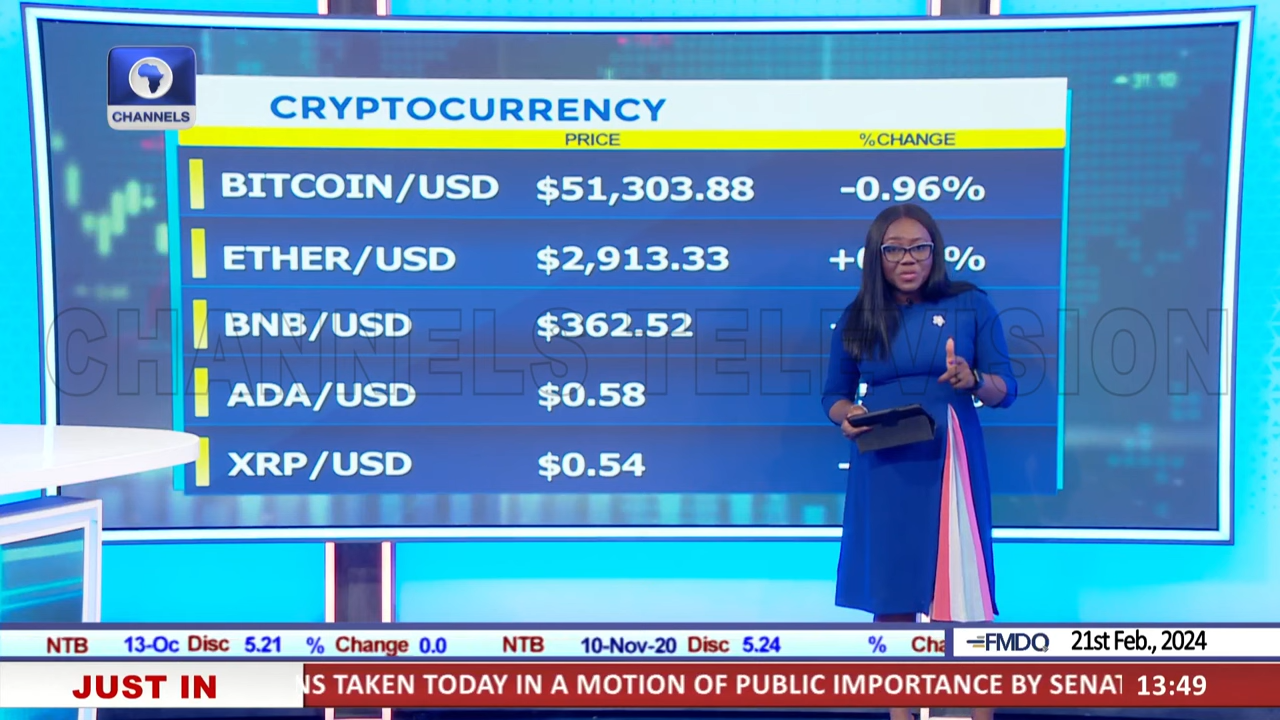 CHANNELS
CRYPTOCURRENCY
PRICE %CHANGE
BITCOIN/USD $51,303.88 -0.96%
ETHER/USD $2,913.33 %
BNB/USD $362.52
ADA/USD $0.58
XRP/USD $0.54
CHANNELS TELEVISION
NTB 13-Oc Disc 5.21 % Change 0.0 NTB 10-Nov-20 Disc 5.24 %
FMDQ 21st Feb., 2024
JUST IN TAKEN TODAY IN A MOTION OF PUBLIC IMPORTANCE BY 13:49